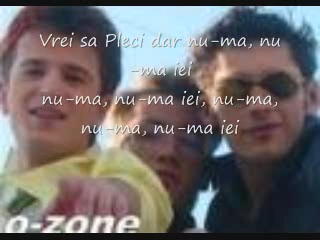 Vrei sa Pleci dar nu-ma, nu
-ma iei
nu-ma, nu-ma iei, nu-ma,
nu-ma, nu-ma iei
o-zone